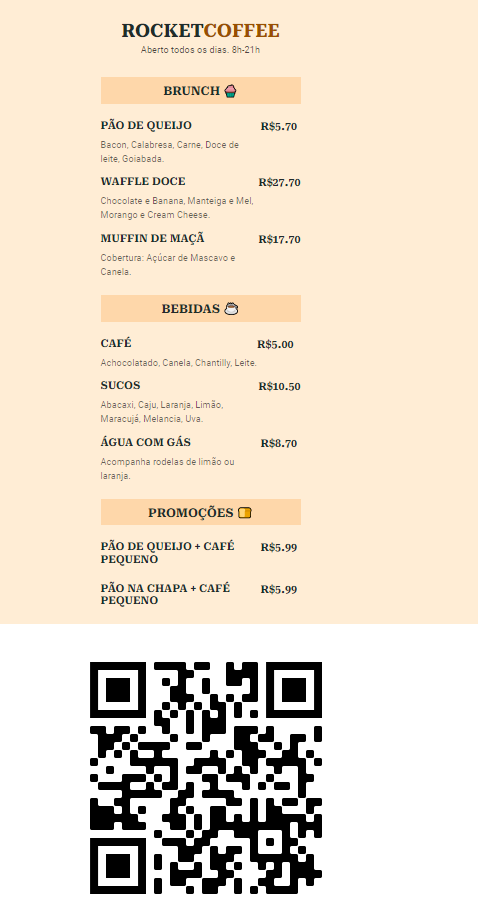 ROCKETCOFFEE
Aberto todos os dias. 8h-21h
BRUNCH
PÃO DE QUEIJO R$5.70
Bacon, Calabresa, Carne, Doce de
leite, Goiabada.
WAFFLE DOCE R$27.70
Chocolate e Banana, Manteiga e Mel,
Morango e Cream Cheese.
MUFFIN DE MAÇÃ R$17.70
Cobertura: Açúcar de Mascavo e
Canela.
BEBIDAS
CAFÉ R$5.00
Achocolatado, Canela, Chantilly, Leite.
SUCOS R$10.50
Abacaxi, Caju, Laranja, Limão,
Maracujá, Melancia, Uva.
ÁGUA COM GÁS R$8.70
Acompanha rodelas de limão ou
laranja.
PROMOÇÕES
PÃO DE QUEIJO + CAFÉ R$5.99
PEQUENO
PÃO NA CHAPA + CAFÉ R$5.99
PEQUENO